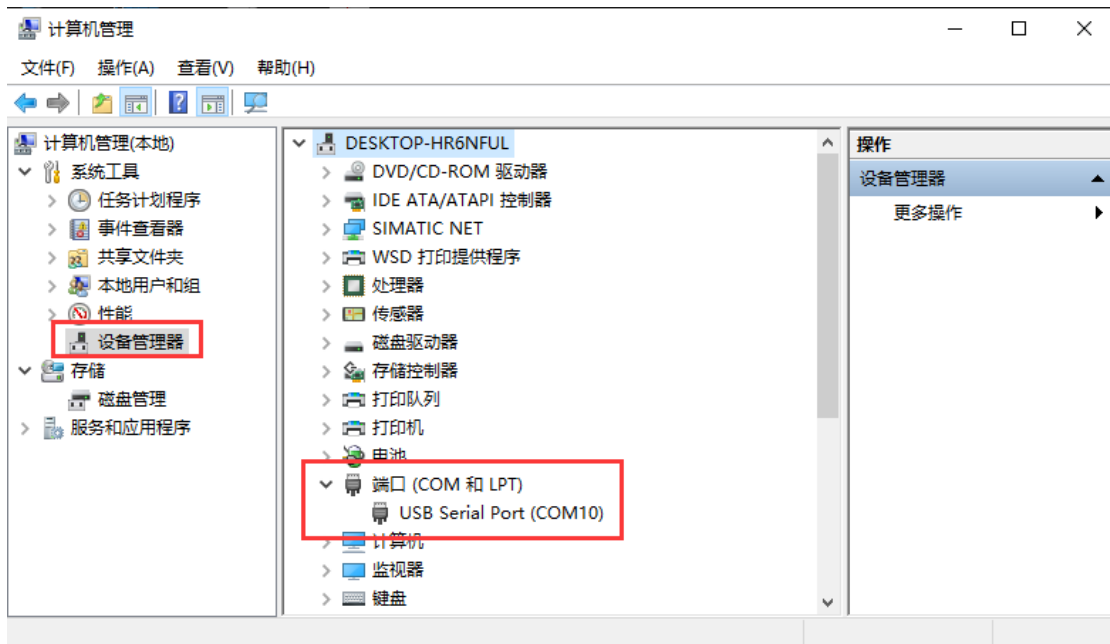 计算机管理
文件(F) 操作(A) 查看(V) 帮助(H)
计算机管理(本地)
系统工具
任务计划程序
事件查看器
共享文件夹
本地用户和组
性能
设备管理器
存储
磁盘管理
服务和应用程序
DESKTOP-HR6NFUL
DVD/CD-ROM 驱动器
IDE ATA/ATAPI 控制器
SIMATIC NET
WSD 打印提供程序
处理器
传感器
磁盘驱动器
存储控制器
打印队列
打印机
电池
端口 (COM 和 LPT)
USB Serial Port (COM10)
计算机
监视器
键盘
操作
设备管理器
更多操作